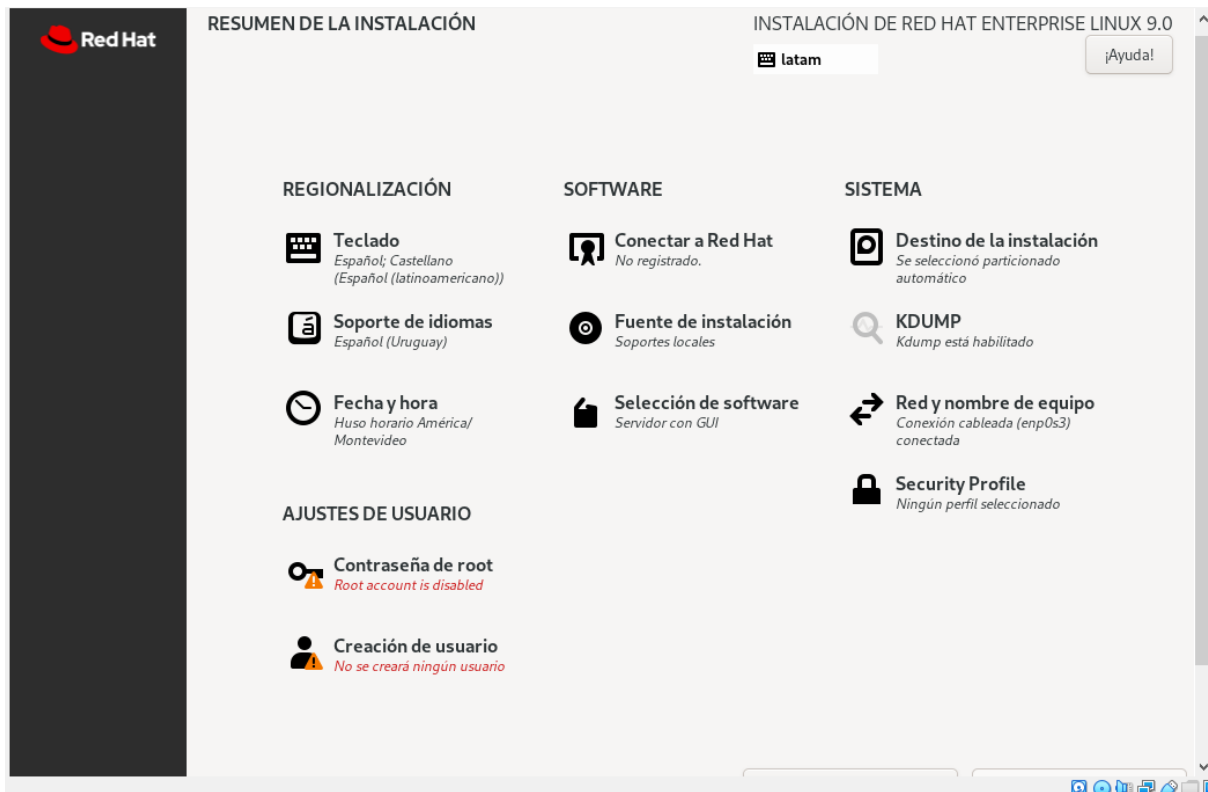 Red Hat
RESUMEN DE LA INSTALACIÓN
INSTALACIÓN DE RED HAT ENTERPRISE LINUX 9.0
latam
¡Ayuda!
REGIONALIZACIÓN
Teclado
Español; Castellano
(Español (latinoamericano))
Soporte de idiomas
Español (Uruguay)
Fecha y hora
Huso horario América/
Montevideo
SOFTWARE
Conectar a Red Hat
No registrado.
Fuente de instalación
Soportes locales
Selección de software
Servidor con GUI
SISTEMA
Destino de la instalación
Se seleccionó particionado
automático
KDUMP
Kdump está habilitado
Red y nombre de equipo
Conexión cableada (enp0s3)
conectada
Security Profile
Ningún perfil seleccionado
AJUSTES DE USUARIO
Contraseña de root
Root account is disabled
Creación de usuario
No se creará ningún usuario